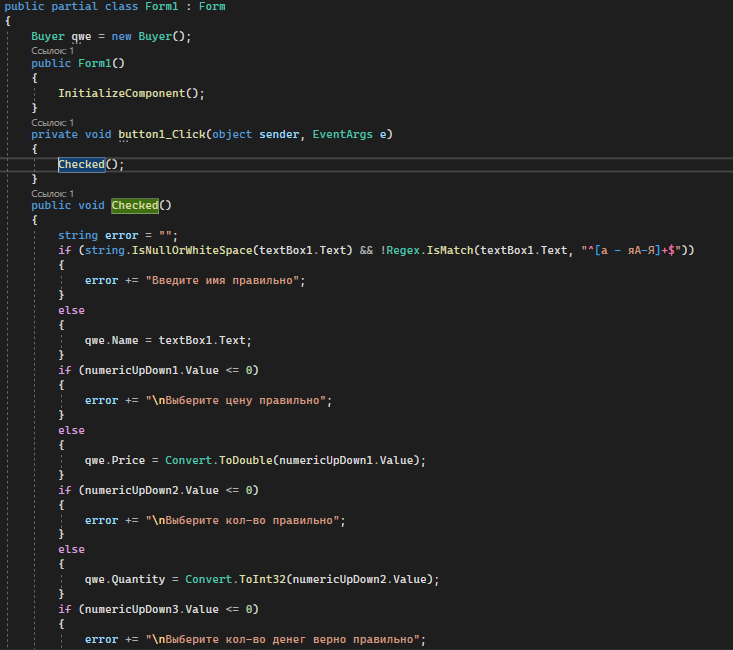 public partial class Form1 : Form
{
Buyer qwe = new Buyer();
Ссылок: 1
public Form1()
{
InitializeComponent();
}
Ссылок: 1
private void button1_Click(object sender, EventArgs e)
{
Checked();
}
Ссылок: 1
public void Checked()
{
string error = "";
if (string.IsNullOrWhiteSpace(textBox1.Text) && !Regex.IsMatch(textBox1.Text, "^[а - яА-Я]+$"))
{
error += "Введите имя правильно";
}
else
{
qwe.Name = textBox1.Text;
}
if (numericUpDown1.Value <= 0)
{
error += "\nВыберите цену правильно";
}
else
{
qwe.Price = Convert.ToDouble(numericUpDown1.Value);
}
if (numericUpDown2.Value <= 0)
{
error += "\nВыберите кол-во правильно";
}
else
{
qwe.Quantity = Convert.ToInt32(numericUpDown2.Value);
}
if (numericUpDown3.Value <= 0)
{
error += "\nВыберите кол-во денег верно правильно";